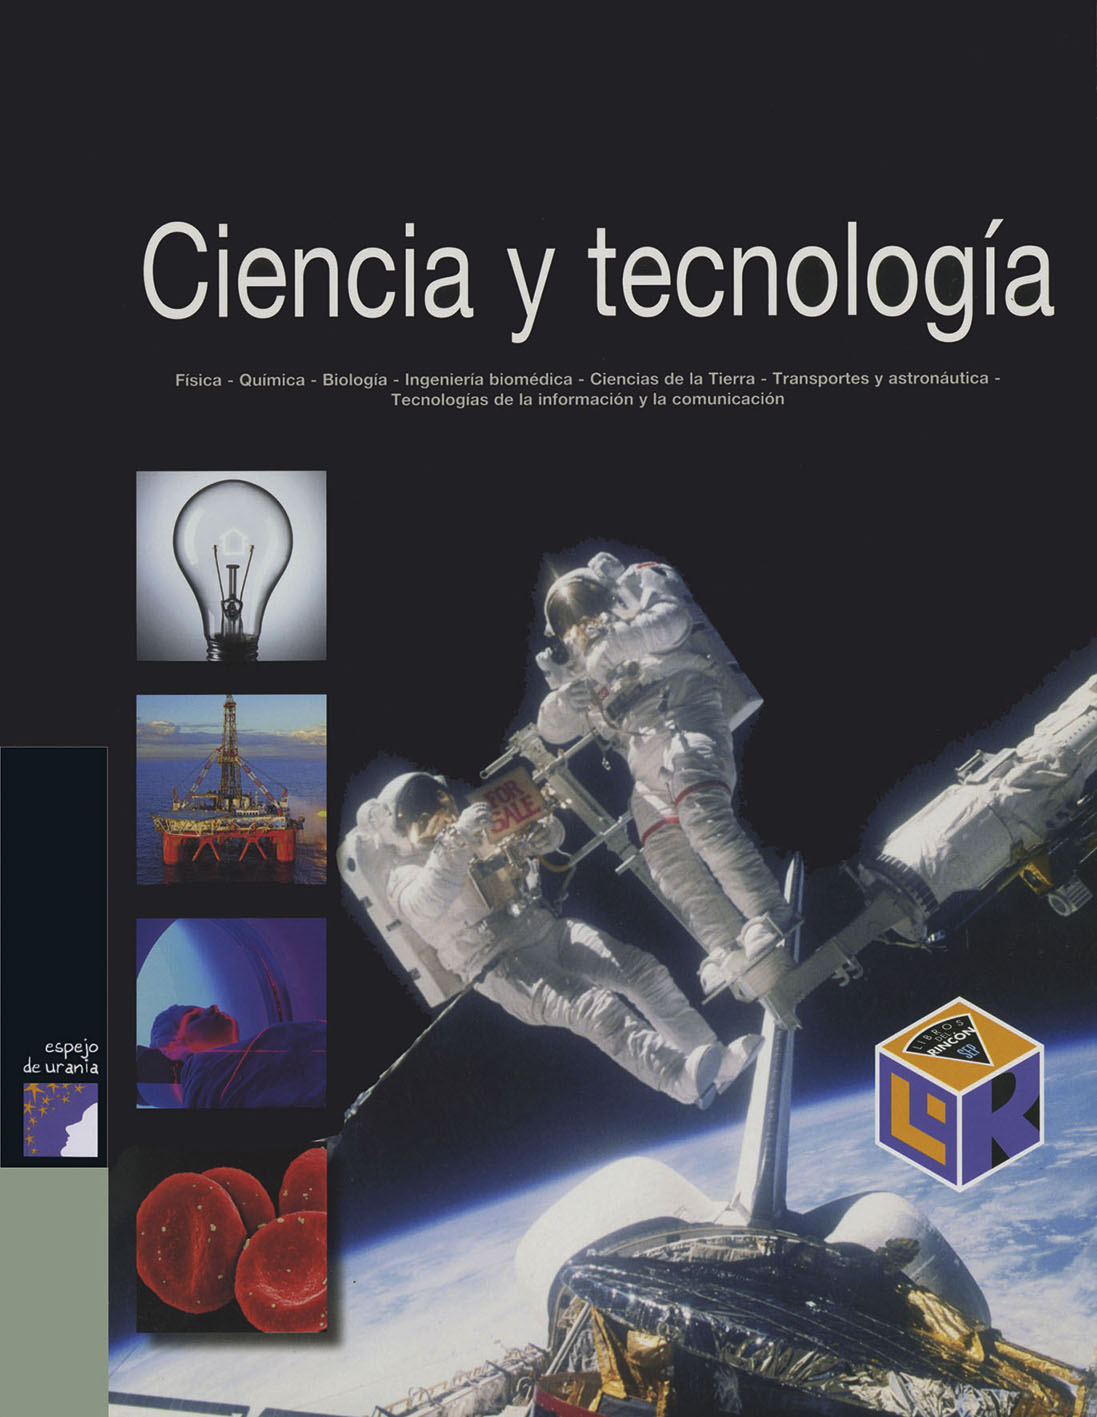 Ciencia y tecnología
Física - Química - Biología - Ingeniería biomédica - Ciencias de la Tierra - Transportes y astronáutica -
Tecnologías de la información y la comunicación
FOR
SALE
espejo
de urania
LIBROS
DEL
RINCÓN
SEP
LR